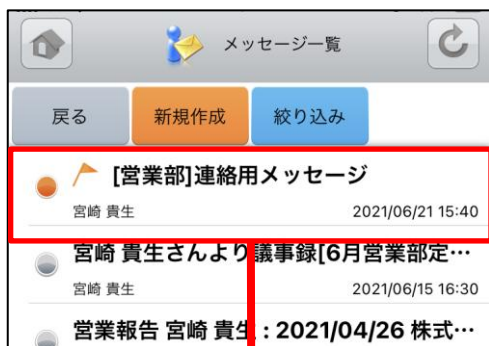 メッセージ一覧
戻る
新規作成
絞り込み
[営業部]連絡用メッセージ
宮崎 貴生
2021/06/21 15:40
宮崎 貴生さんより議事録[6月営業部定…
宮崎 貴生
2021/06/15 16:30
営業報告 宮崎 貴生 : 2021/04/26 株式…